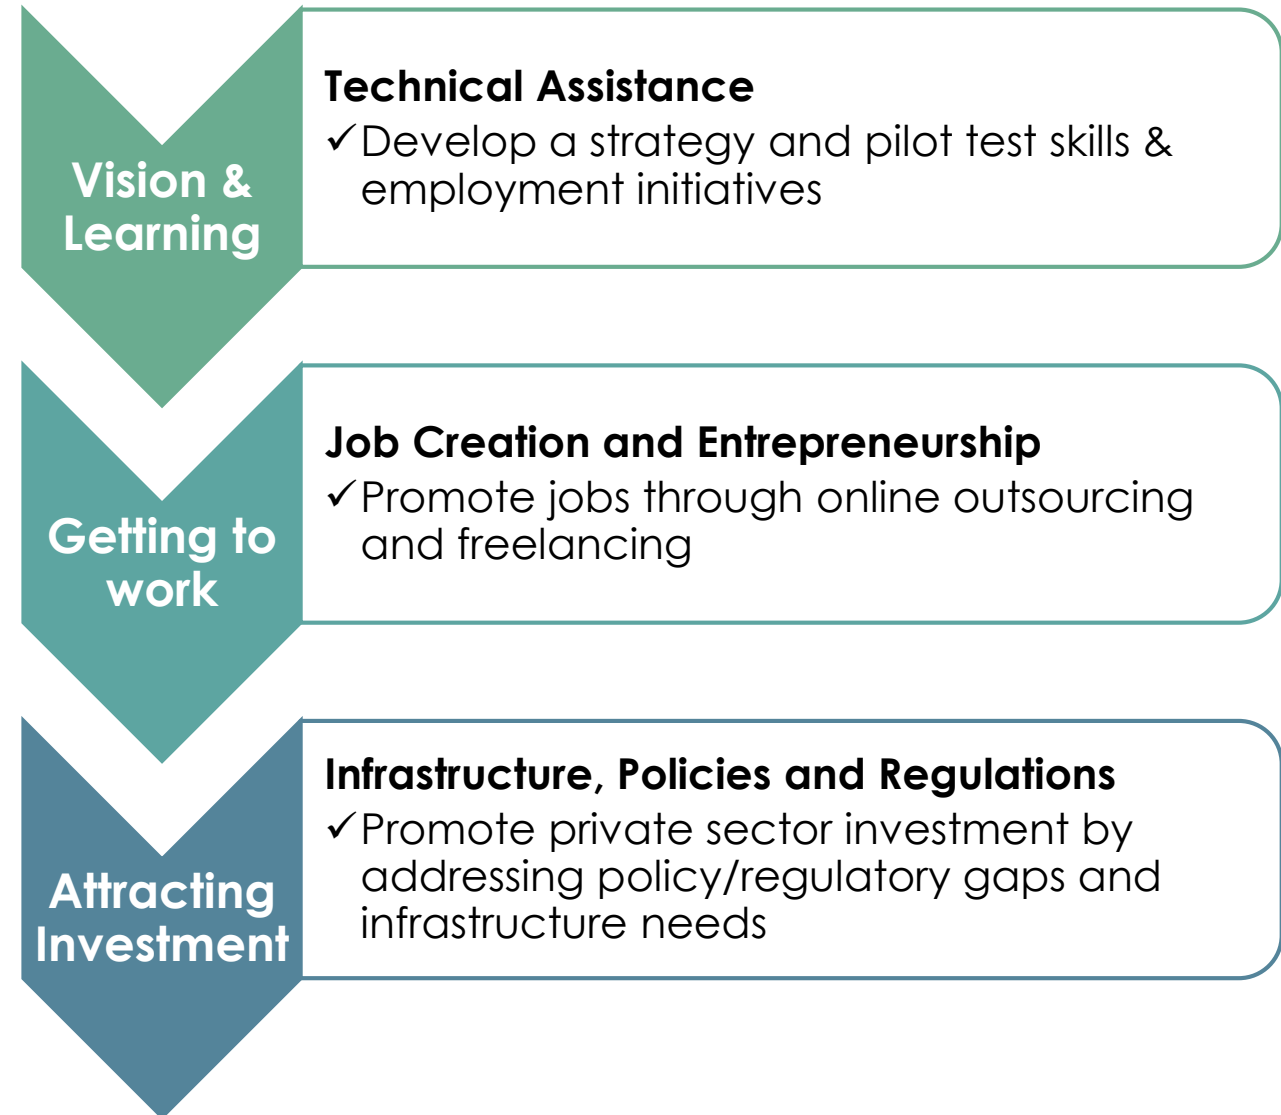 Vision &
Learning
Technical Assistance
✓Develop a strategy and pilot test skills &
employment initiatives
Getting to
work
Job Creation and Entrepreneurship
✓Promote jobs through online outsourcing
and freelancing
Attracting
Investment
Infrastructure, Policies and Regulations
✓Promote private sector investment by
addressing policy/regulatory gaps and
infrastructure needs